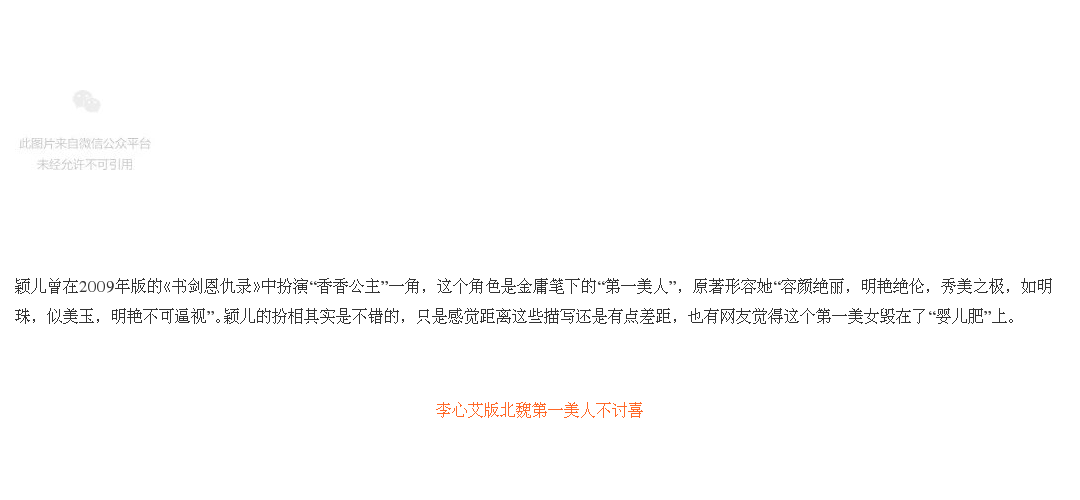 此图片来自微信公众平台
未经允许不可引用
颖儿曾在2009年版的《书剑恩仇录》中扮演“香香公主”一角，这个角色是金庸笔下的“第一美人”，原著形容她“容颜绝丽，明艳绝伦，秀美之极，如明
珠，似美玉，明艳不可逼视”。颖儿的扮相其实是不错的，只是感觉距离这些描写还是有点差距，也有网友觉得这个第一美女毁在了“婴儿肥”上。
李心艾版北魏第一美人不讨喜